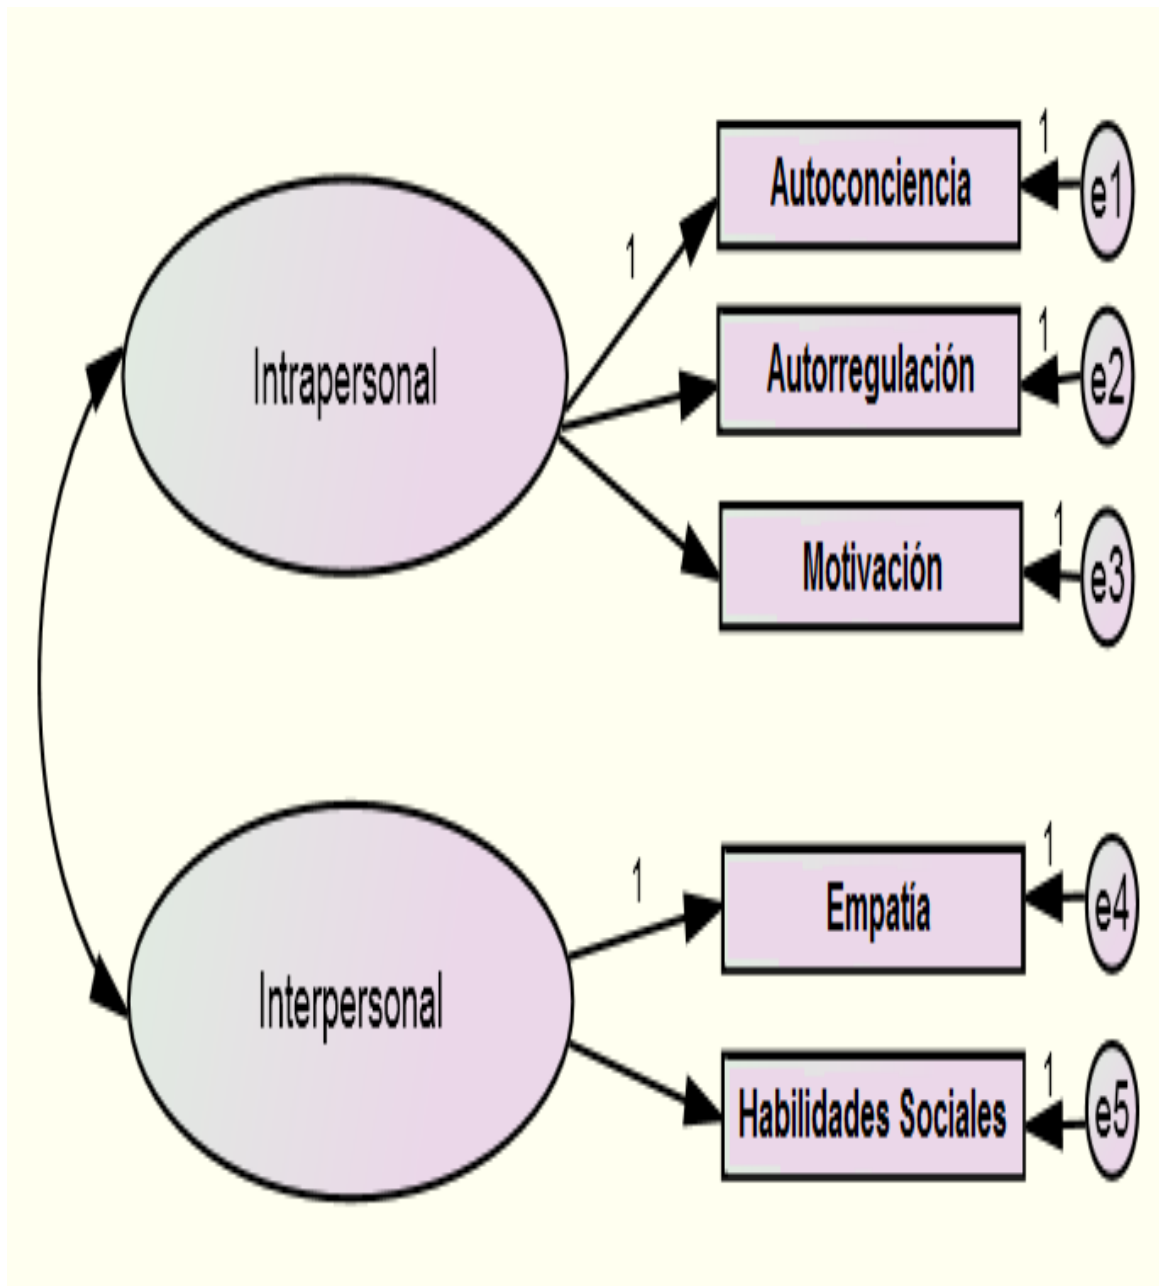 1
Autoconciencia
e1
1
Intrapersonal
1
Autorregulación
e2
1
Motivación
e3
1
1
Empatía
e4
Interpersonal
1
Habilidades Sociales
e5